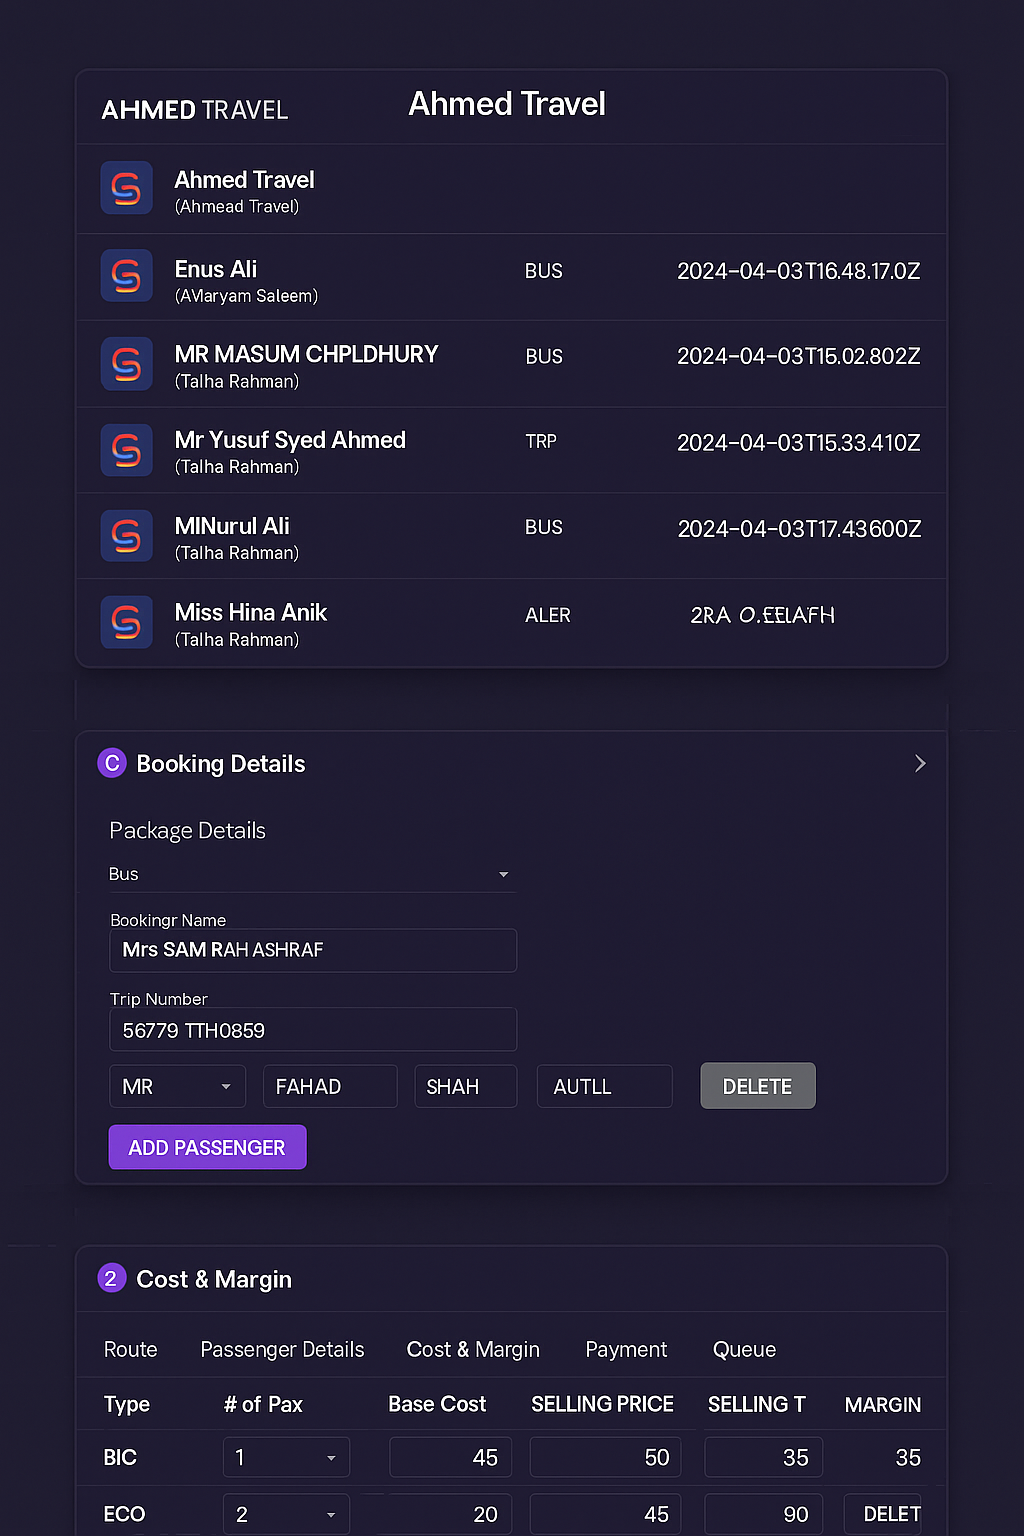 AHMED TRAVEL
Ahmed Travel
Ahmed Travel
(Ahmead Travel)
Enus Ali BUS 2024-04-03T16.48.17.0Z
(AMaryam Saleem)
MR MASUM CHPLDHURY BUS 2024-04-03T15.02.802Z
(Talha Rahman)
Mr Yusuf Syed Ahmed TRP 2024-04-03T15.33.410Z
(Talha Rahman)
MINurul Ali BUS 2024-04-03T17.43600Z
(Talha Rahman)
Miss Hina Anik ALER 2RA
(Talha Rahman)
C Booking Details
Package Details
Bus
Bookingr Name
Mrs SAM RAH ASHRAF
Trip Number
56779 TTH0859
MR FAHAD SHAH AUTLL DELETE
ADD PASSENGER
2 Cost & Margin
Route Passenger Details Cost & Margin Payment Queue
Type # of Pax Base Cost SELLING PRICE SELLING T MARGIN
BIC 1 45 50 35 35
ECO 2 20 45 90 DELET